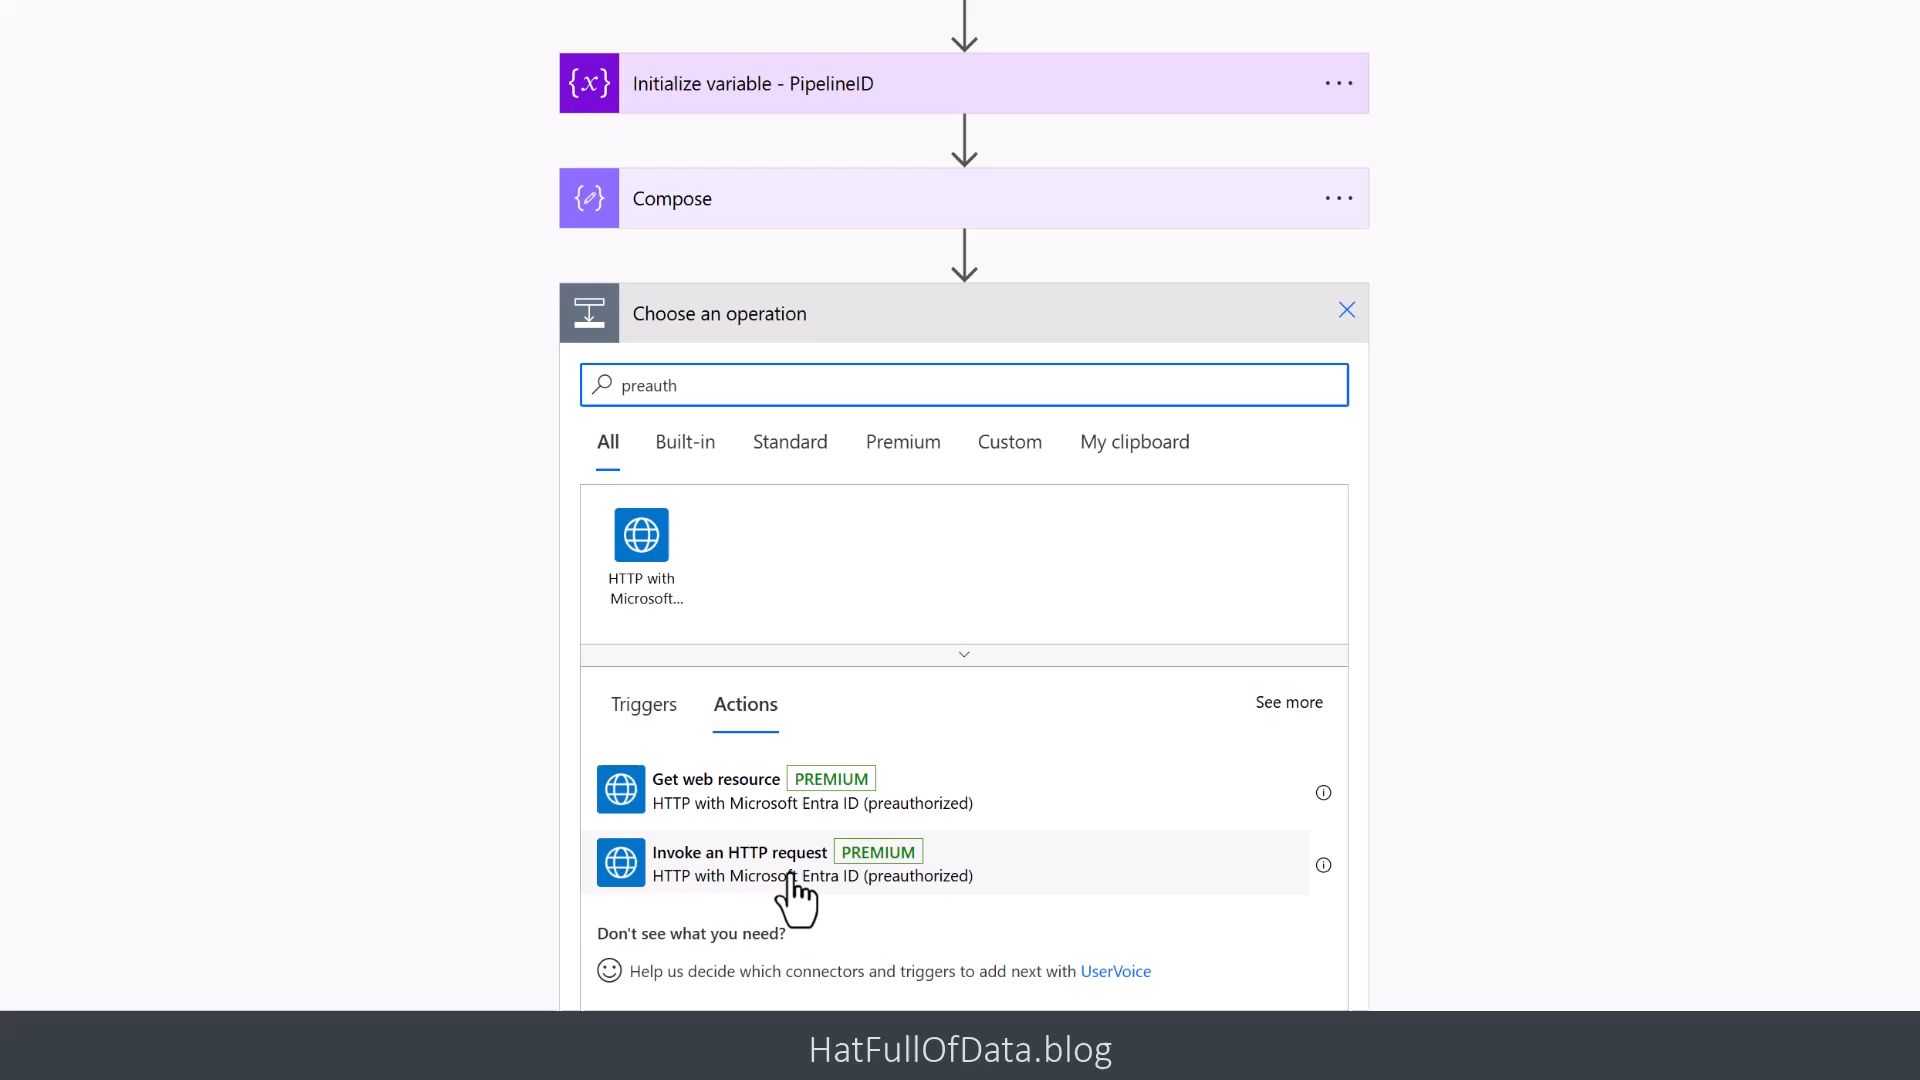 Initialize variable - PipelineID
Compose
Choose an operation
preauth
All Built-in Standard Premium Custom My clipboard
HTTP with
Microsoft...
Triggers Actions See more
Get web resource PREMIUM
HTTP with Microsoft Entra ID (preauthorized)
Invoke an HTTP request PREMIUM
HTTP with Microsoft Entra ID (preauthorized)
Don't see what you need?
Help us decide which connectors and triggers to add next with UserVoice
HatFullOfData.blog